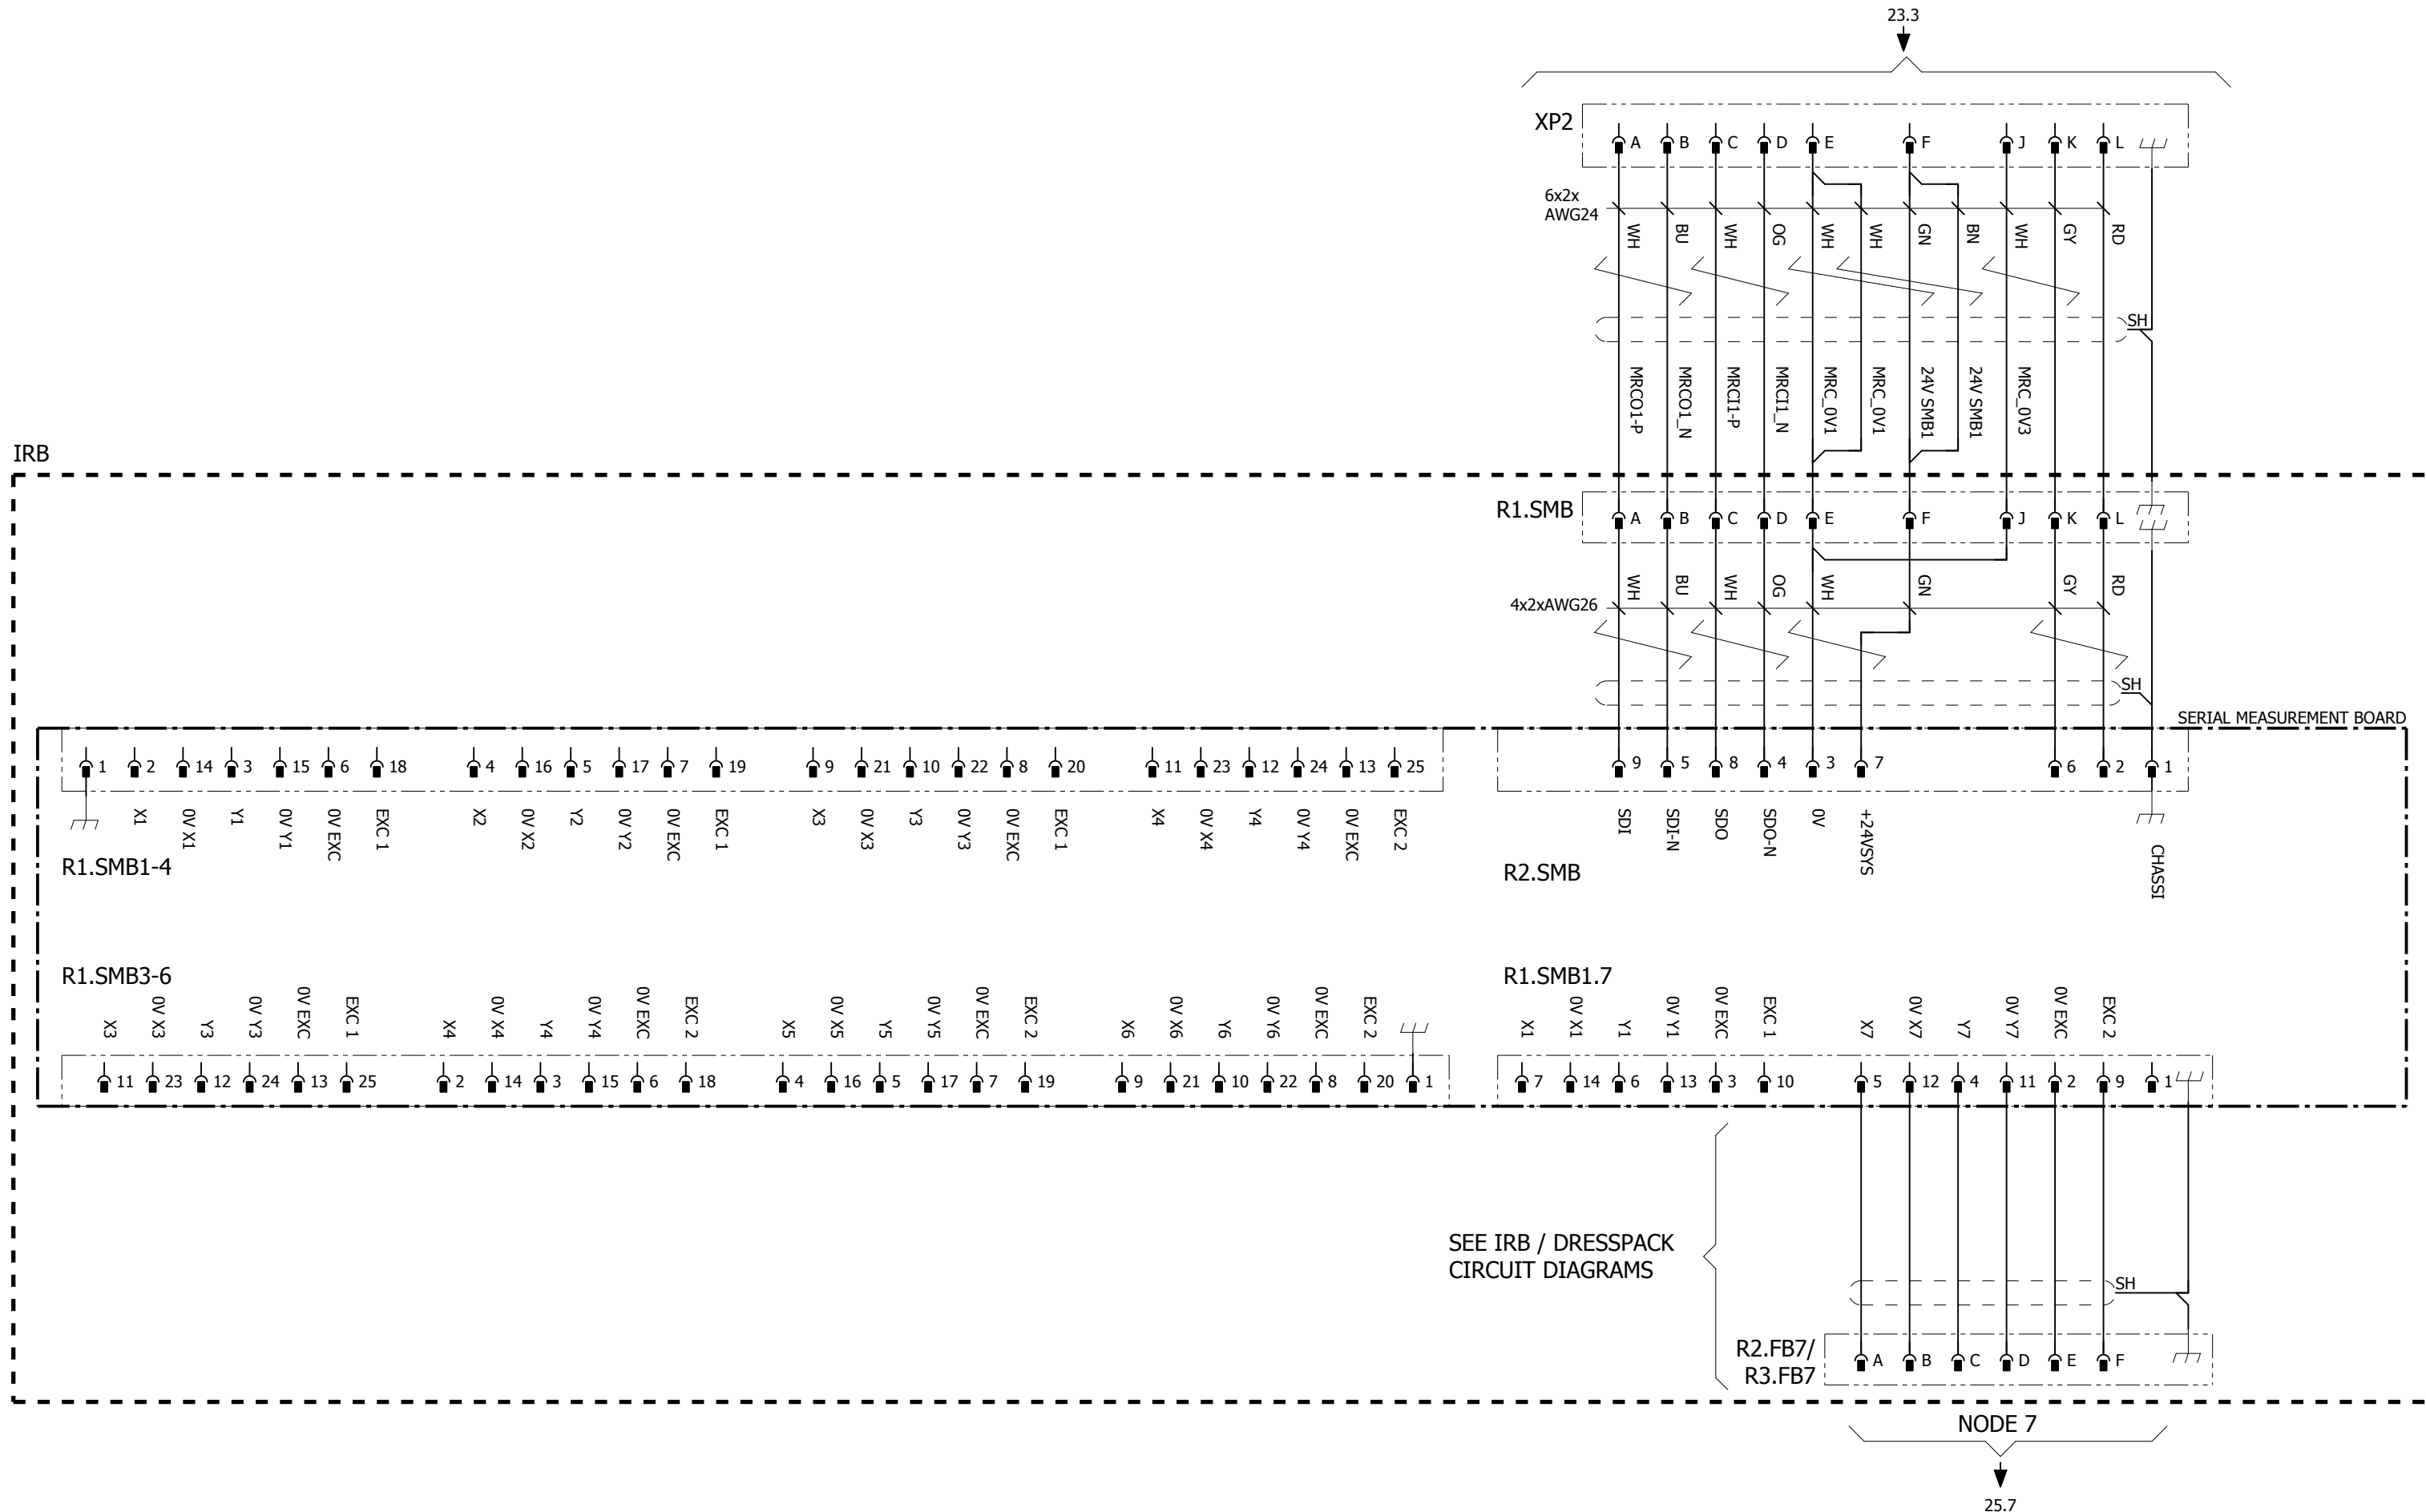 23.3
XP2
A B C D E F J K L
6x2x
AWG24
WH BU WH OG WH WH GN BN WH GY RD
SH
MRCO1-P MRCO1_N MRCI1-P MRCI1_N MRC_0V1 MRC_0V1 24V SMB1 24V SMB1 MRC_0V3
IRB
R1.SMB
A B C D E F J K L
WH BU WH OG WH GN GY RD
4x2xAWG26
SH
SERIAL MEASUREMENT BOARD
1 2 14 3 15 6 18 4 16 5 17 7 19 9 21 10 22 8 20 11 23 12 24 13 25
9 5 8 4 3 7 6 2 1
X1 0V X1 Y1 0V Y1 0V EXC EXC 1 X2 0V X2 Y2 0V Y2 0V EXC EXC 1 X3 0V X3 Y3 0V Y3 0V EXC EXC 1 X4 0V X4 Y4 0V Y4 0V EXC EXC 2
SDI SDI-N SDO SDO-N 0V +24VSYS CHASSI
R1.SMB1-4
R2.SMB
R1.SMB3-6
R1.SMB1.7
X3 0V X3 Y3 0V Y3 0V EXC EXC 1 X4 0V X4 Y4 0V Y4 0V EXC EXC 2 X5 0V X5 Y5 0V Y5 0V EXC EXC 2 X6 0V X6 Y6 0V Y6 0V EXC EXC 2
X1 0V X1 Y1 0V Y1 0V EXC EXC 1 X7 0V X7 Y7 0V Y7 0V EXC EXC 2
11 23 12 24 13 25 2 14 3 15 6 18 4 16 5 17 7 19 9 21 10 22 8 20 1
7 14 6 13 3 10 5 12 4 11 2 9 1
SEE IRB / DRESSPACK
CIRCUIT DIAGRAMS
SH
R2.FB7/
R3.FB7
A B C D E F
NODE 7
25.7